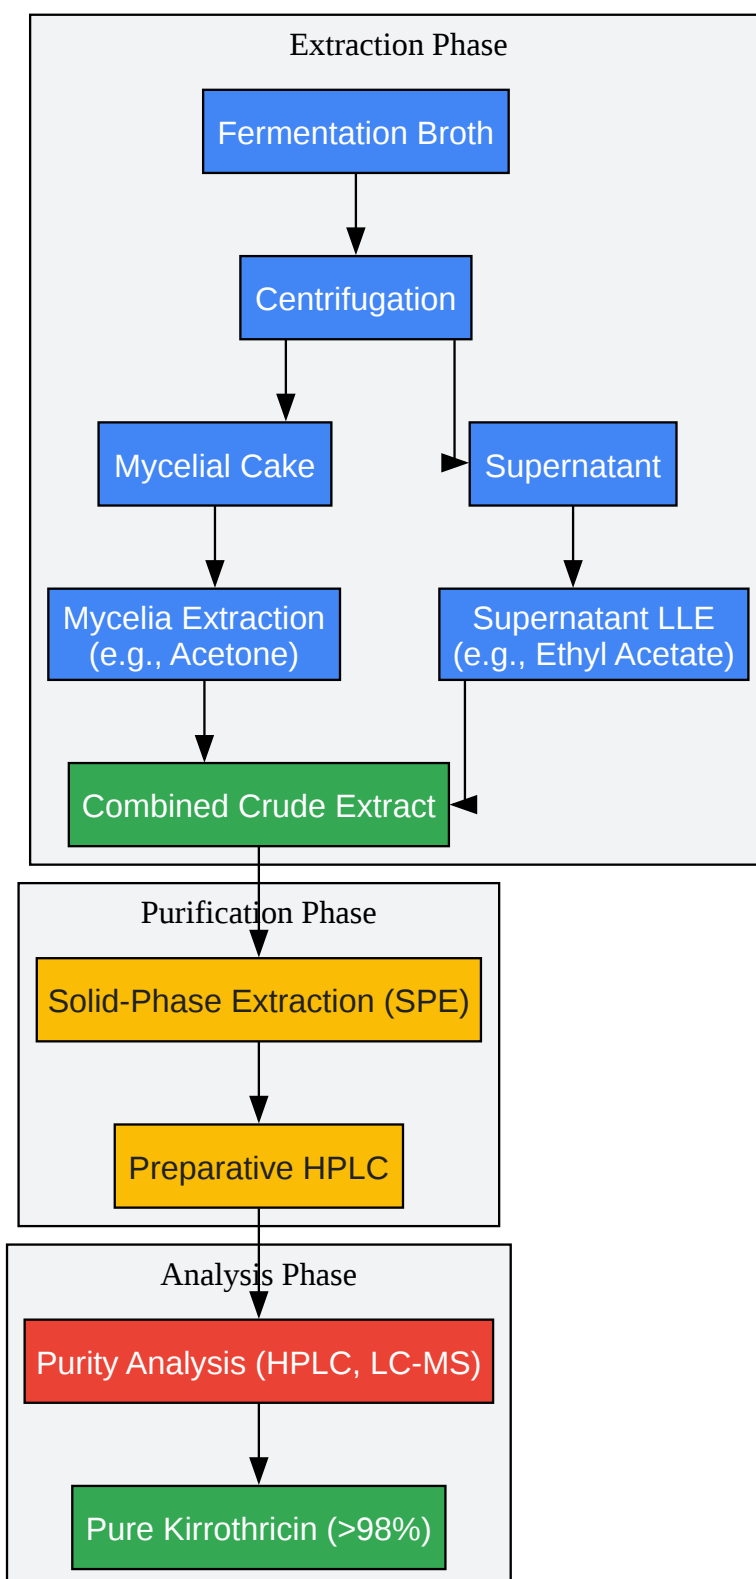 Extraction Phase
Fermentation Broth
Centrifugation
Mycelial Cake
Supernatant
Mycelia Extraction
(e.g., Acetone)
Supernatant LLE
(e.g., Ethyl Acetate)
Combined Crude Extract
Purification Phase
Solid-Phase Extraction (SPE)
Preparative HPLC
Analysis Phase
Purity Analysis (HPLC, LC-MS)
Pure Kirrothricin (>98%)